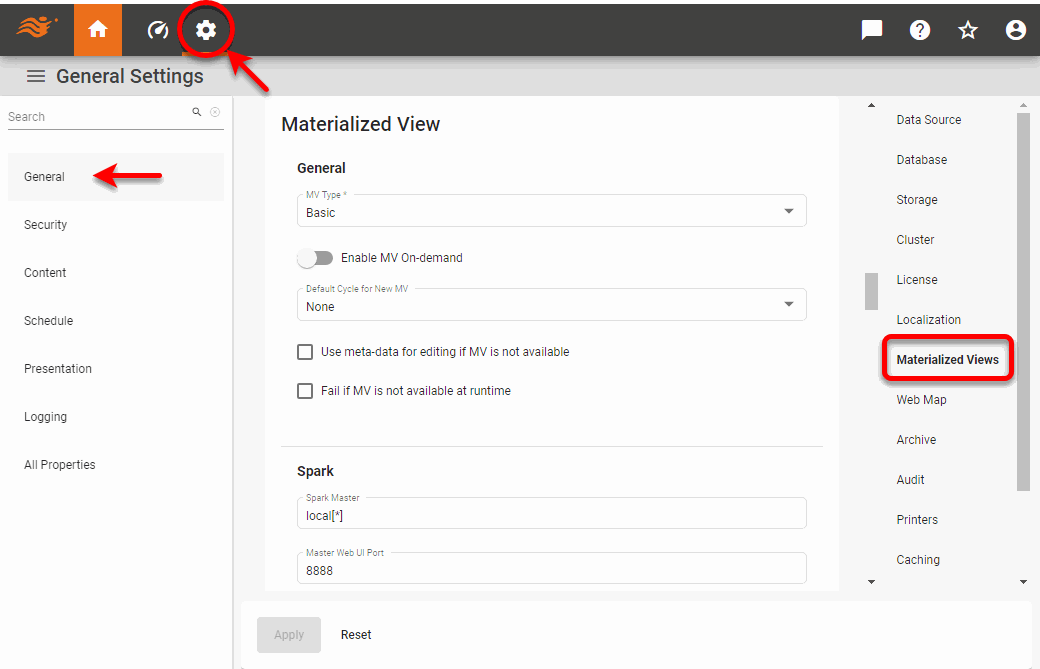 General Settings
Search
General
Security
Content
Schedule
Presentation
Logging
All Properties
Materialized View
General
MV Type *
Basic
Enable MV On-demand
Default Cycle for New MV
None
Use meta-data for editing if MV is not available
Fail if MV is not available at runtime
Spark
Spark Master
local[*]
Master Web UI Port
8888
Apply Reset
Data Source
Database
Storage
Cluster
License
Localization
Materialized Views
Web Map
Archive
Audit
Printers
Caching